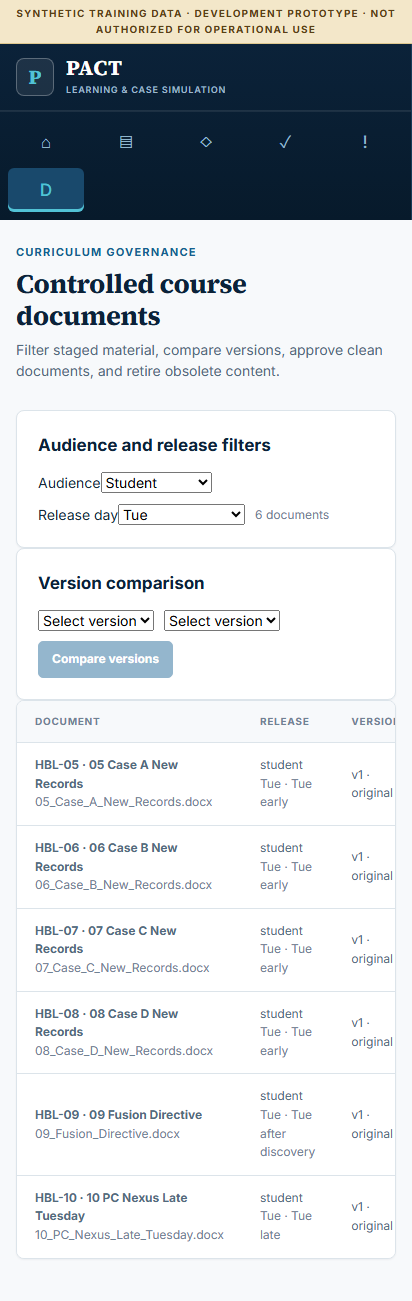 SYNTHETIC TRAINING DATA · DEVELOPMENT PROTOTYPE · NOT
AUTHORIZED FOR OPERATIONAL USE
P
PACT
LEARNING & CASE SIMULATION
D
CURRICULUM GOVERNANCE
Controlled course
documents
Filter staged material, compare versions, approve clean
documents, and retire obsolete content.
Audience and release filters
Audience Student
Release day Tue 6 documents
Version comparison
Select version Select version
Compare versions
DOCUMENT RELEASE VERSION
HBL-05 · 05 Case A New
Records
05_Case_A_New_Records.docx
student
Tue · Tue
early
v1 ·
original
HBL-06 · 06 Case B New
Records
06_Case_B_New_Records.docx
student
Tue · Tue
early
v1 ·
original
HBL-07 · 07 Case C New
Records
07_Case_C_New_Records.docx
student
Tue · Tue
early
v1 ·
original
HBL-08 · 08 Case D New
Records
08_Case_D_New_Records.docx
student
Tue · Tue
early
v1 ·
original
HBL-09 · 09 Fusion Directive
09_Fusion_Directive.docx
student
Tue · Tue
after
discovery
v1 ·
original
HBL-10 · 10 PC Nexus Late
Tuesday
10_PC_Nexus_Late_Tuesday.docx
student
Tue · Tue
late
v1 ·
original